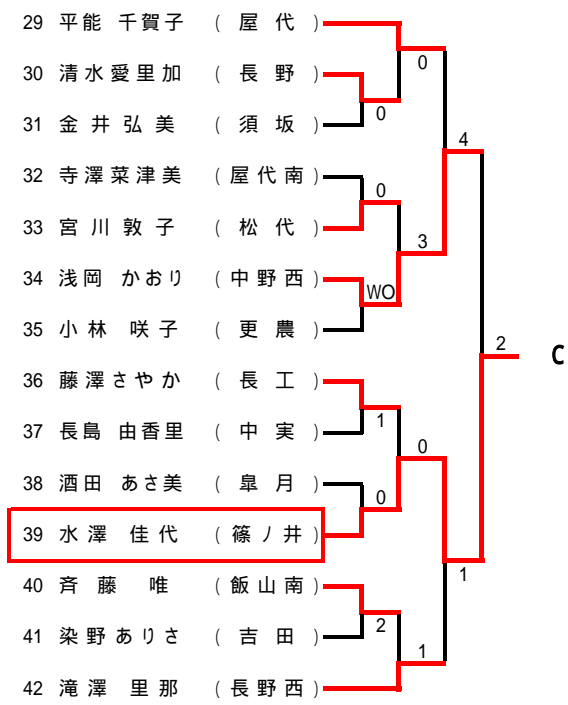 29 平能 千賀子 ( 屋 代 )
30 清水愛里加 ( 長 野 )
31 金井弘美 ( 須 坂 )
32 寺澤菜津美 ( 屋代南 )
33 宮川敦子 ( 松 代 )
34 浅岡 かおり ( 中野西 )
35 小林 咲子 ( 更 農 )
36 藤澤さやか ( 長 工 )
37 長島 由香里 ( 中 実 )
38 酒田 あさ美 ( 皐 月 )
39 水澤 佳代 ( 篠ノ井 )
40 斉藤 唯 ( 飯山南 )
41 染野ありさ ( 吉 田 )
42 滝澤 里那 ( 長野西 )
0
0
0
WO
1
0
2
0
3
0
1
4
1
2
C